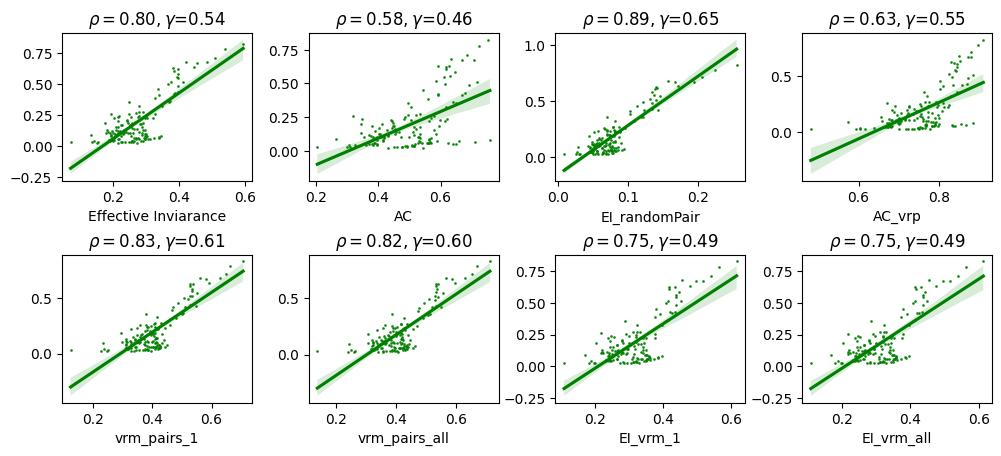 ρ = 0.80, γ=0.54
ρ = 0.58, γ=0.46
ρ = 0.89, γ=0.65
ρ = 0.63, γ=0.55
0.75
0.50
0.25
0.00
−0.25
0.2 0.4 0.6
Effective Inviarance
0.75
0.50
0.25
0.00
0.2 0.4 0.6
AC
1.0
0.5
0.0
0.0 0.1 0.2
EI_randomPair
0.5
0.0
0.6 0.8
AC_vrp
ρ = 0.83, γ=0.61
ρ = 0.82, γ=0.60
ρ = 0.75, γ=0.49
ρ = 0.75, γ=0.49
0.5
0.0
0.2 0.4 0.6
vrm_pairs_1
0.5
0.0
0.2 0.4 0.6
vrm_pairs_all
0.75
0.50
0.25
0.00
−0.25
0.2 0.4 0.6
EI_vrm_1
0.75
0.50
0.25
0.00
−0.25
0.2 0.4 0.6
EI_vrm_all